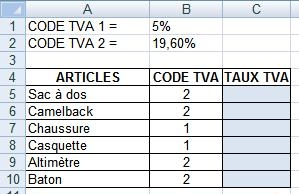 A B C
1 CODE TVA 1 = 5%
2 CODE TVA 2 = 19,60%
3
4 ARTICLES CODE TVA TAUX TVA
5 Sac à dos 2
6 Camelback 2
7 Chaussure 1
8 Casquette 1
9 Altimètre 2
10 Baton 2